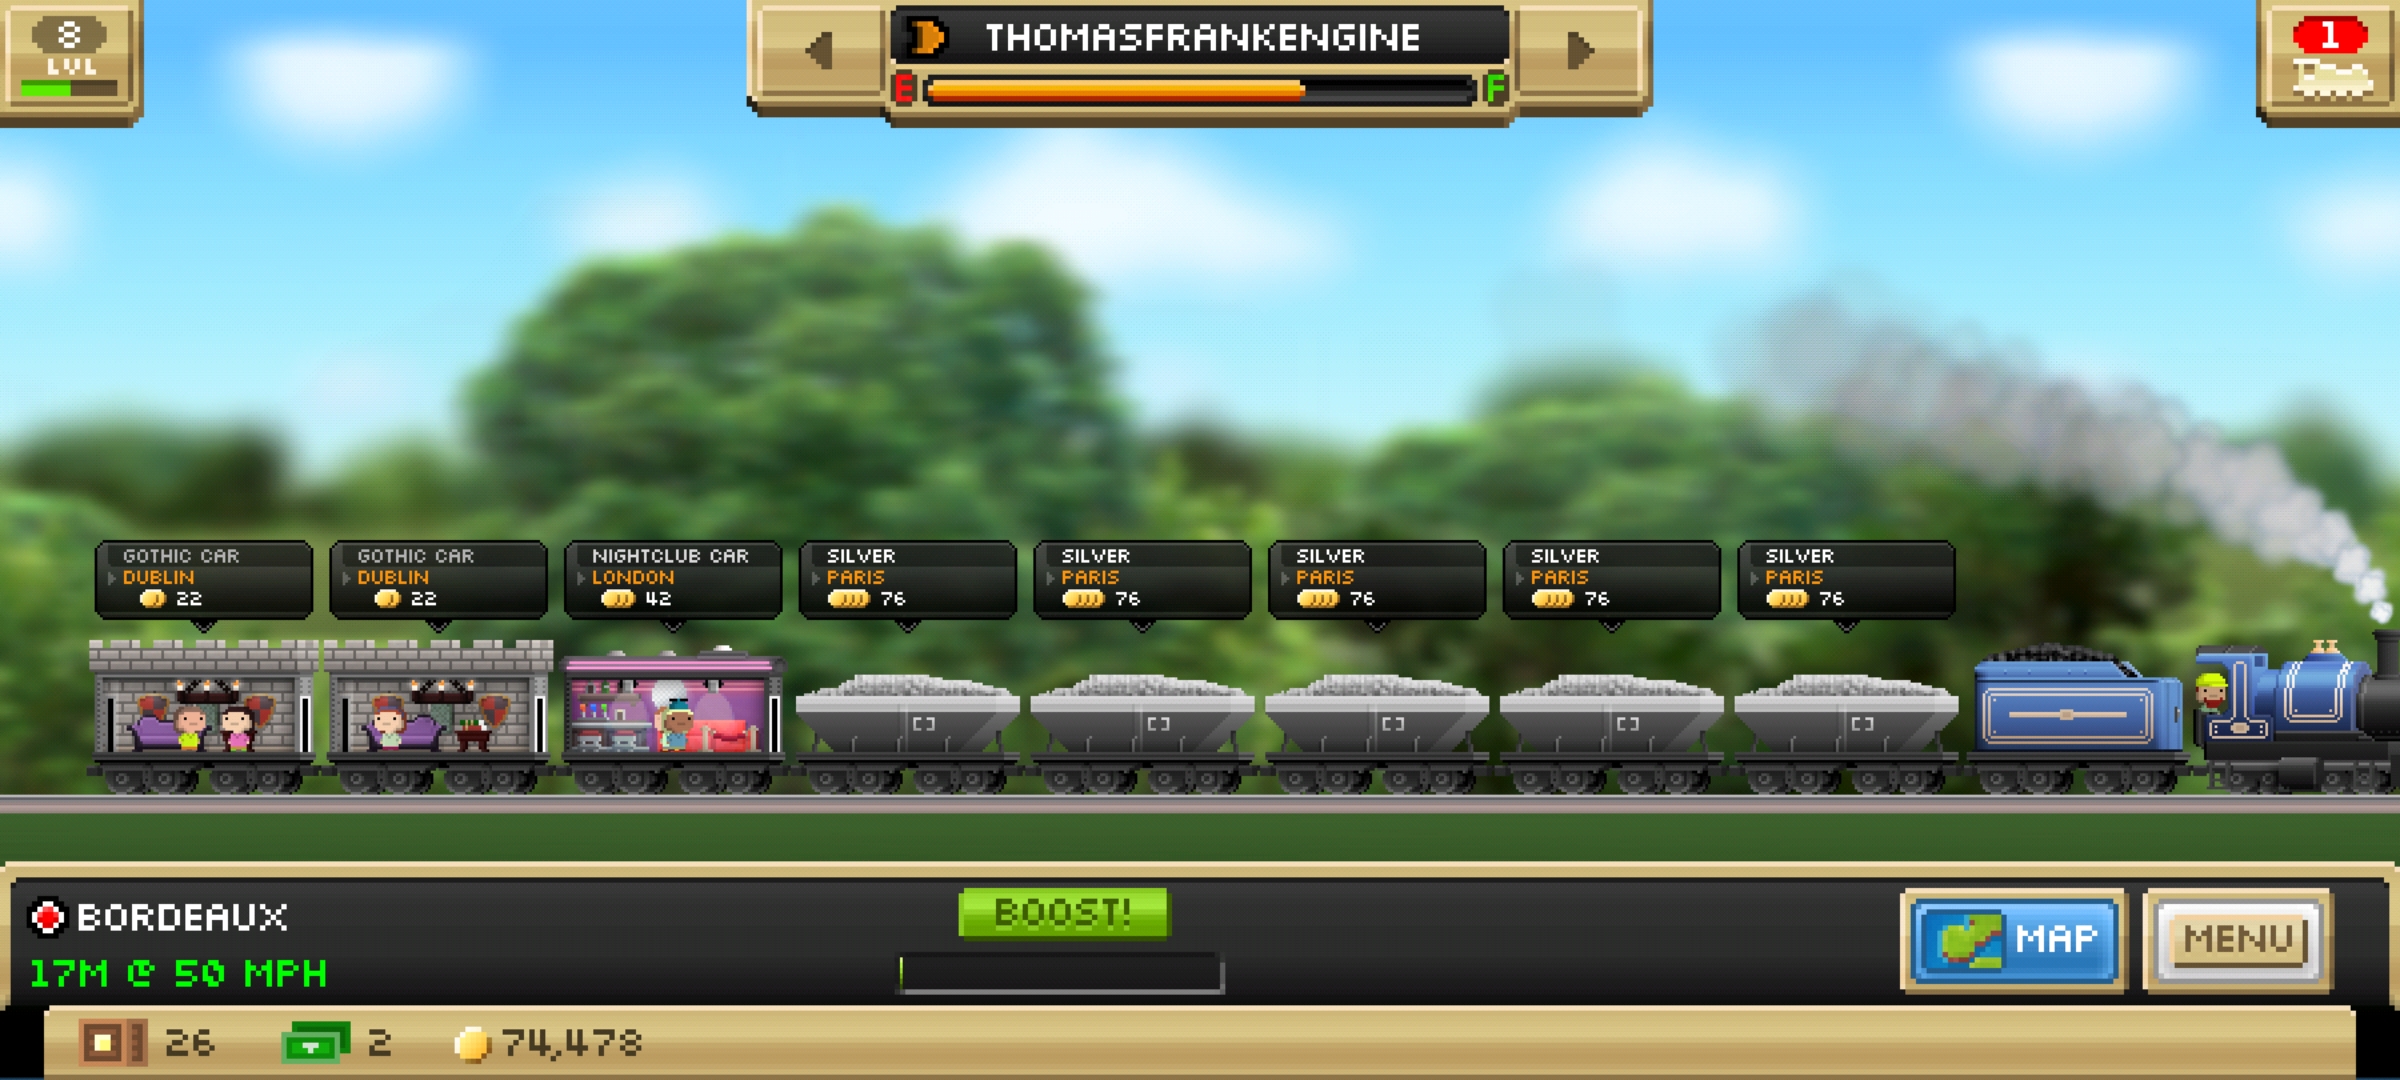 8
LVL
THOMASFRANKENGINE
E F
1
GOTHIC CAR
DUBLIN
22
GOTHIC CAR
DUBLIN
22
NIGHTCLUB CAR
LONDON
42
SILVER
PARIS
76
SILVER
PARIS
76
SILVER
PARIS
76
SILVER
PARIS
76
SILVER
PARIS
76
BORDEAUX
17M @ 50 MPH
BOOST!
MAP
MENU
26
2
74,478